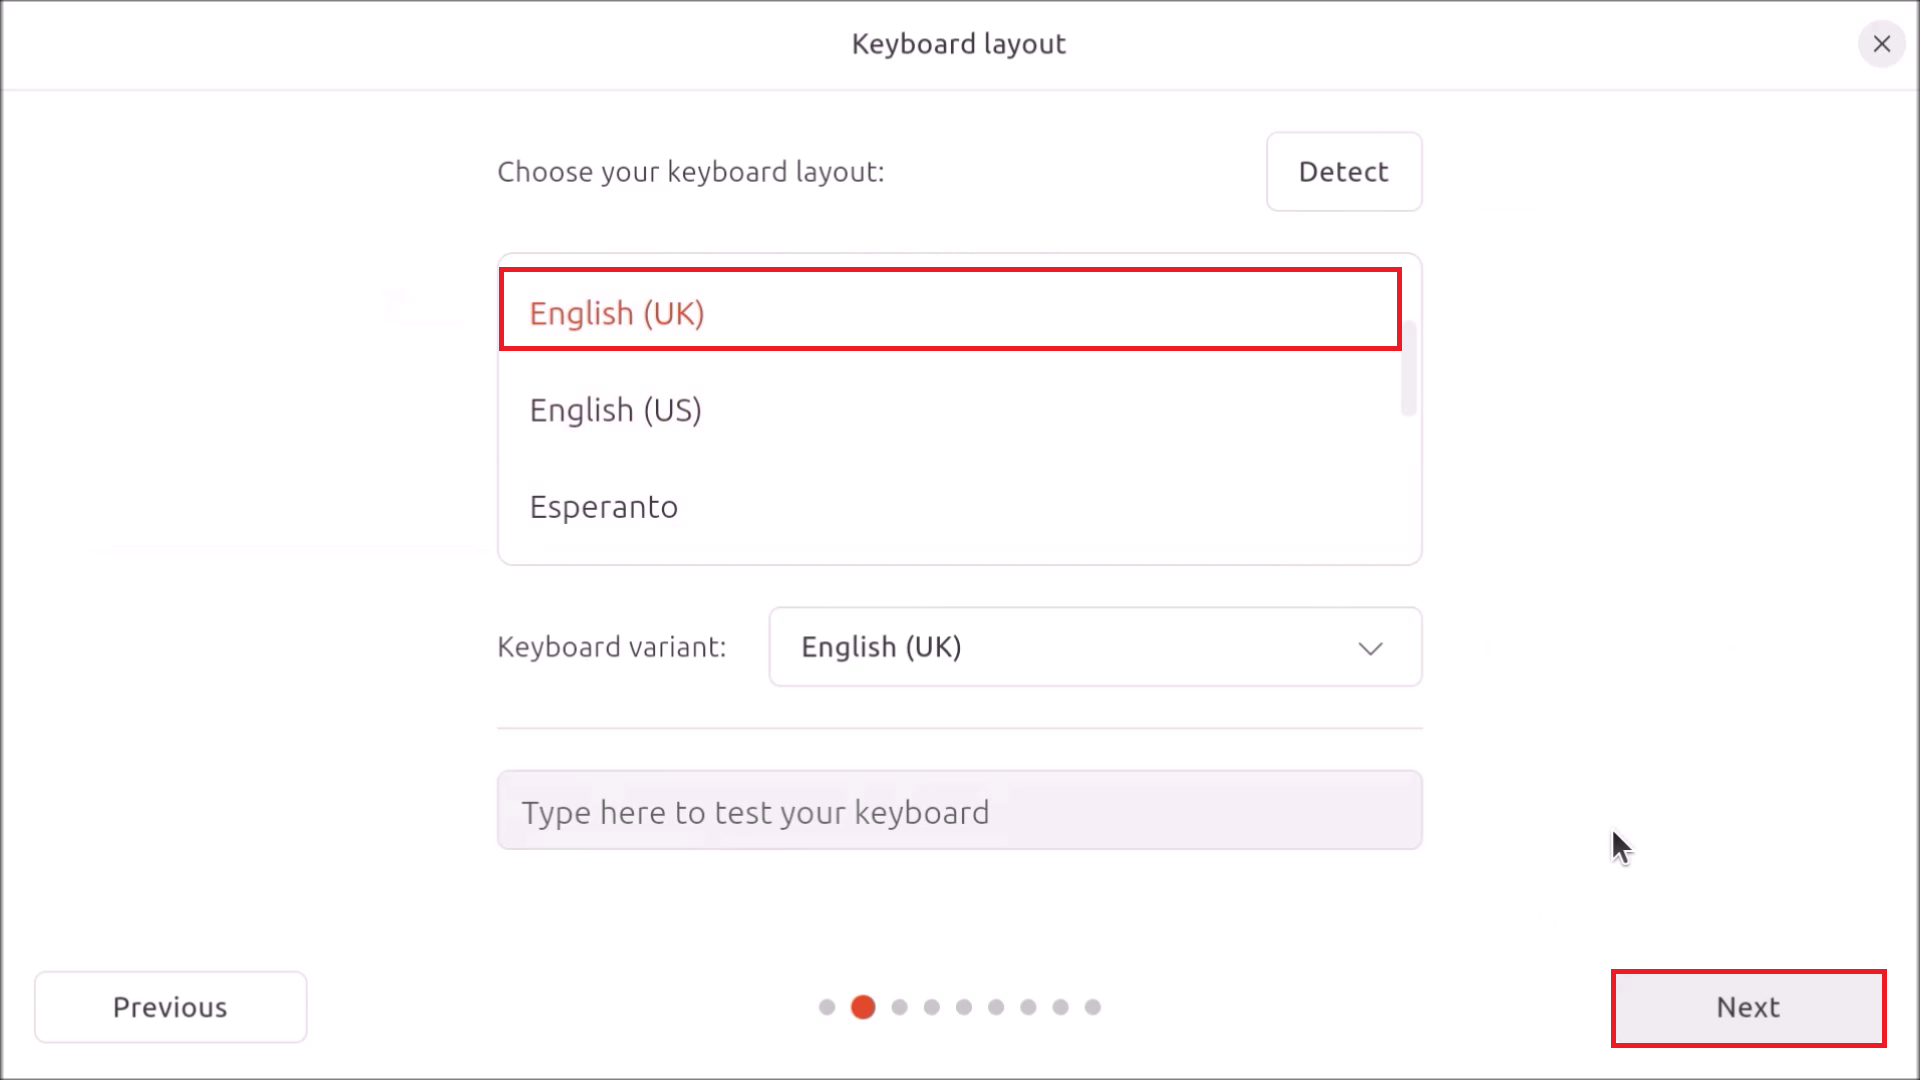 Keyboard layout
Choose your keyboard layout:
Detect
English (UK)
English (US)
Esperanto
Keyboard variant:
English (UK)
Type here to test your keyboard
Previous
Next